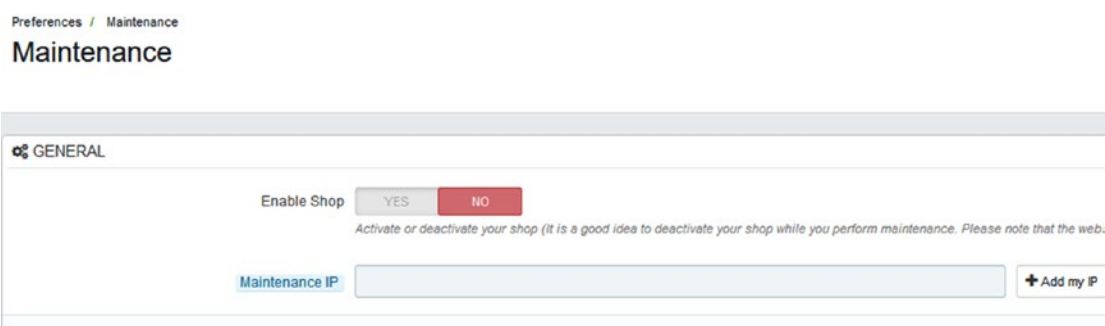 Preferences / Maintenance
Maintenance
GENERAL
Enable Shop YES NO
Activate or deactivate your shop (It is a good idea to deactivate your shop while you perform maintenance. Please note that the web.
Maintenance IP + Add my IP